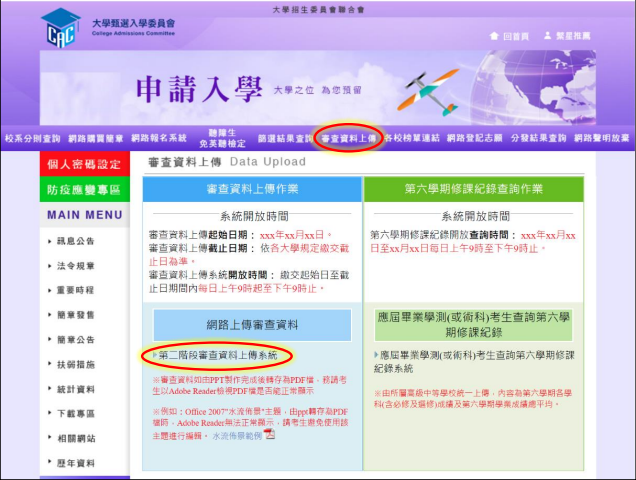 大學招生委員會聯合會
大學甄選入學委員會
College Admissions Committee
CAC
回首頁 繁星推薦
申請入學 大學之位 為您預留
校系分則查詢 網路購買簡章 網路報名系統 聽障生免英聽檢定 篩選結果查詢 審查資料上傳 各校榜單連結 網路登記志願 分發結果查詢 網路聲明放棄
個人密碼設定
防疫應變專區
MAIN MENU
訊息公告
法令規章
重要時程
簡章發售
簡章公告
扶弱措施
統計資料
下載專區
相關網站
歷年資料
審查資料上傳 Data Upload
審查資料上傳作業
系統開放時間
審查資料上傳起始日期：xxx年xx月xx日。
審查資料上傳截止日期：依各大學規定繳交截
止日為準。
審查資料上傳系統開放時間：繳交起始日至截
止日期間內每日上午9時起至下午9時止。
網路上傳審查資料
第二階段審查資料上傳系統
※審查資料如由PPT製作完成後轉存為PDF檔，務請考
生以Adobe Reader檢視PDF檔是否能正常顯示
※例如：Office 2007"水流佈景"主題，由ppt轉存為PDF
檔時，Adobe Reader無法正常顯示，請考生避免使用該
主題進行編輯。水流佈景範例
第六學期修課紀錄查詢作業
系統開放時間
第六學期修課紀錄開放查詢時間：xxx年xx月xx
日至xx月xx日每日上午9時至下午9時止。
應屆畢業學測(或術科)考生查詢第六學
期修課紀錄
應屆畢業學測(或術科)考生查詢第六學期修課
紀錄系統
※由所屬高級中等學校統一上傳，內容為第六學期各學
科(含必修及選修)成績及第六學期學業成績總平均。